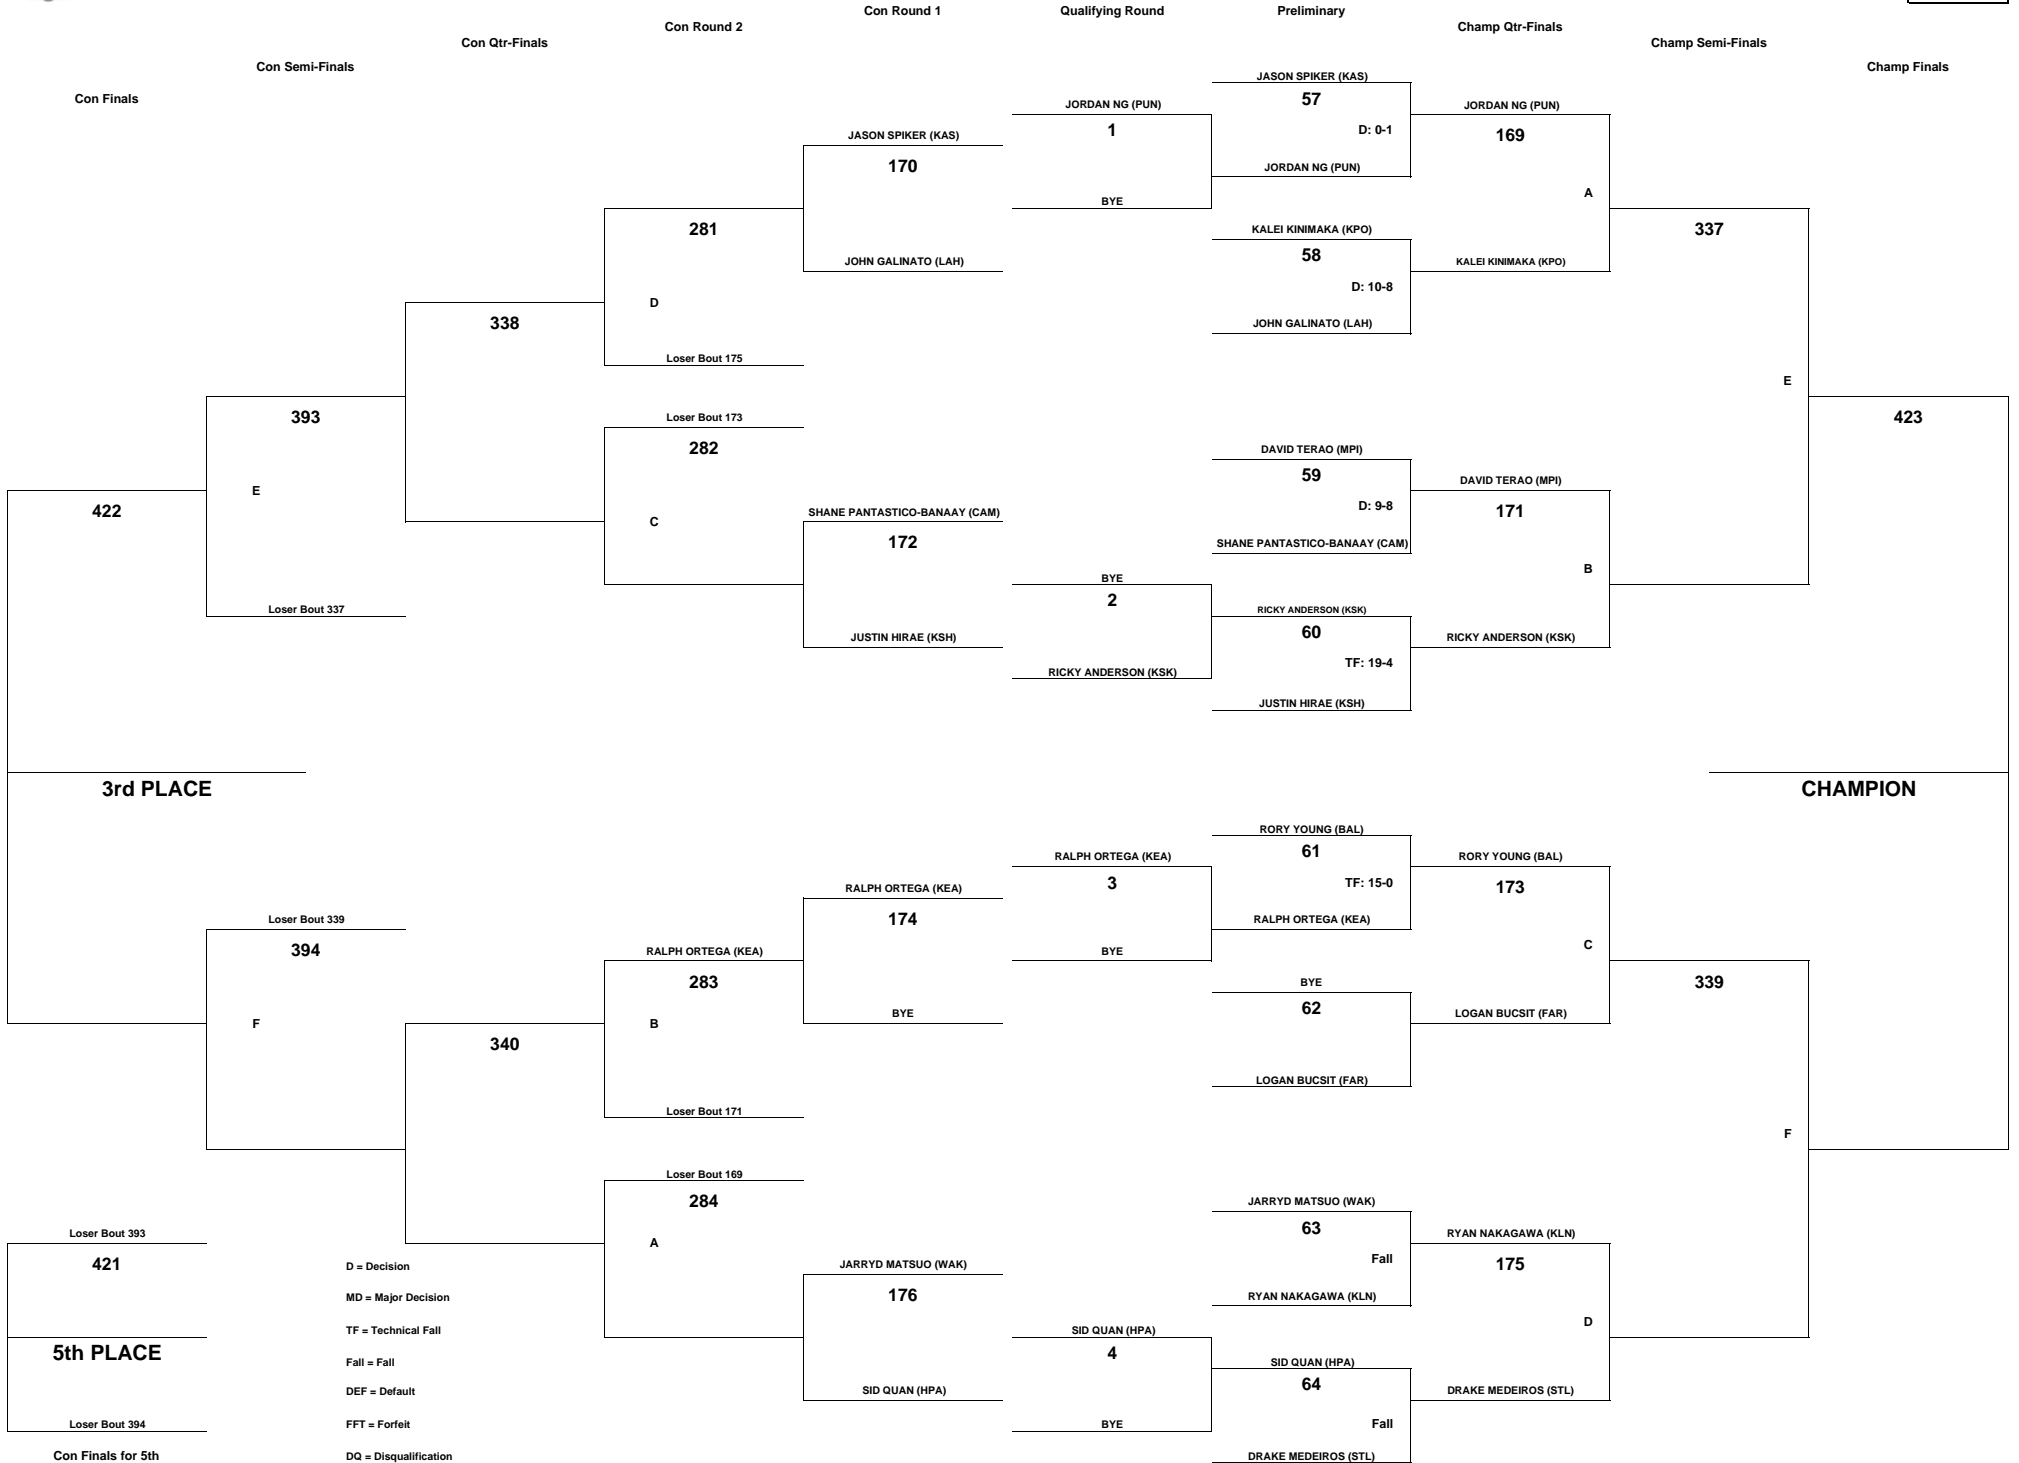 Con Round 1
Qualifying Round
Preliminary
Con Round 2
Champ Qtr-Finals
Con Qtr-Finals
Champ Semi-Finals
Con Semi-Finals
Champ Finals
Con Finals
JASON SPIKER (KAS)
57
D: 0-1
JORDAN NG (PUN)
JORDAN NG (PUN)
1
BYE
JORDAN NG (PUN)
169
A
KALEI KINIMAKA (KPO)
JASON SPIKER (KAS)
170
JOHN GALINATO (LAH)
KALEI KINIMAKA (KPO)
58
D: 10-8
JOHN GALINATO (LAH)
281
D
Loser Bout 175
337
E
338
393
E
Loser Bout 337
Loser Bout 173
282
C
423
422
DAVID TERAO (MPI)
59
D: 9-8
SHANE PANTASTICO-BANAAY (CAM)
DAVID TERAO (MPI)
171
B
RICKY ANDERSON (KSK)
SHANE PANTASTICO-BANAAY (CAM)
172
JUSTIN HIRAE (KSH)
BYE
2
RICKY ANDERSON (KSK)
RICKY ANDERSON (KSK)
60
TF: 19-4
JUSTIN HIRAE (KSH)
3rd PLACE
CHAMPION
RORY YOUNG (BAL)
61
TF: 15-0
RALPH ORTEGA (KEA)
RALPH ORTEGA (KEA)
3
BYE
RORY YOUNG (BAL)
173
C
LOGAN BUCSIT (FAR)
RALPH ORTEGA (KEA)
174
BYE
Loser Bout 339
394
F
RALPH ORTEGA (KEA)
283
B
Loser Bout 171
BYE
62
LOGAN BUCSIT (FAR)
339
F
340
Loser Bout 169
284
A
JARRYD MATSUO (WAK)
63
Fall
RYAN NAKAGAWA (KLN)
RYAN NAKAGAWA (KLN)
175
D
DRAKE MEDEIROS (STL)
JARRYD MATSUO (WAK)
176
SID QUAN (HPA)
SID QUAN (HPA)
4
BYE
SID QUAN (HPA)
64
Fall
DRAKE MEDEIROS (STL)
Loser Bout 393
421
5th PLACE
Loser Bout 394
Con Finals for 5th
D = Decision
MD = Major Decision
TF = Technical Fall
Fall = Fall
DEF = Default
FFT = Forfeit
DQ = Disqualification